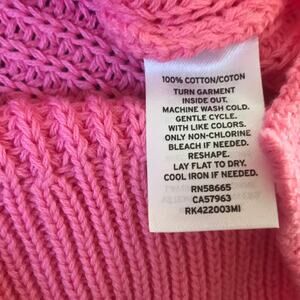 100% COTTON/COTON
TURN GARMENT
INSIDE OUT.
MACHINE WASH COLD.
GENTLE CYCLE.
WITH LIKE COLORS.
ONLY NON-CHLORINE
BLEACH IF NEEDED.
RESHAPE.
LAY FLAT TO DRY.
COOL IRON IF NEEDED.
RN58665
CA57963
RK422003MI